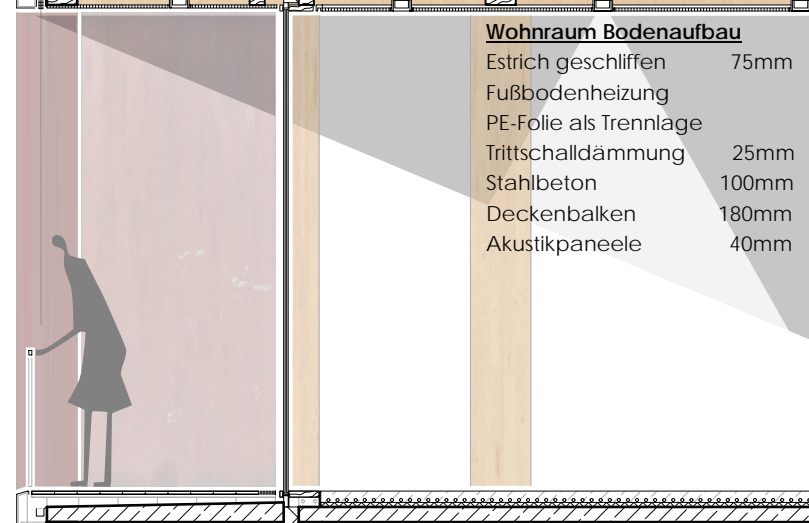 Wohnraum Bodenaufbau
Estrich geschliffen 75mm
Fußbodenheizung
PE-Folie als Trennlage
Trittschalldämmung 25mm
Stahlbeton 100mm
Deckenbalken 180mm
Akustikpaneele 40mm